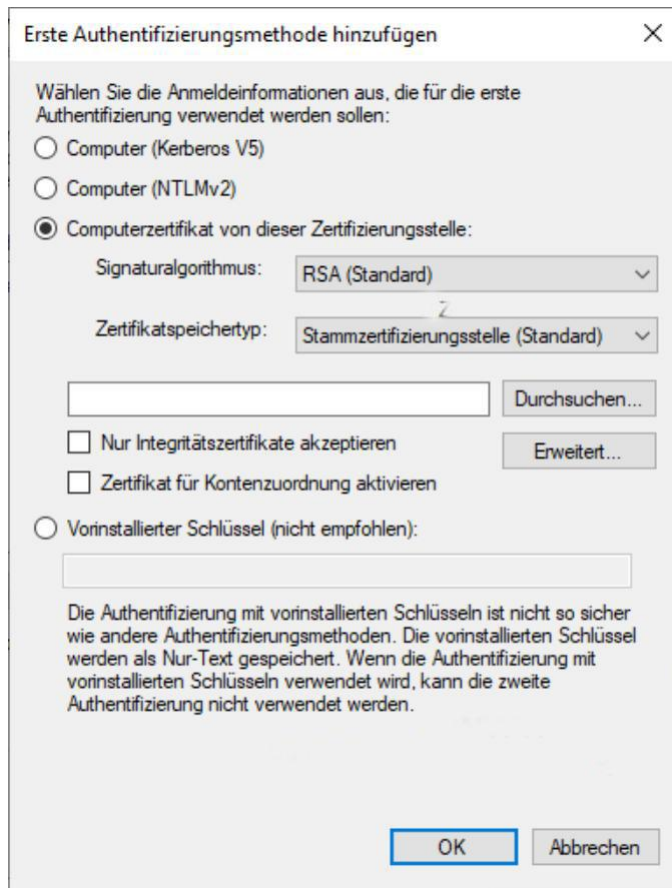 Erste Authentifizierungsmethode hinzufügen
Wählen Sie die Anmeldeinformationen aus, die für die erste
Authentifizierung verwendet werden sollen:
Computer (Kerberos V5)
Computer (NTLMv2)
Computerzertifikat von dieser Zertifizierungsstelle:
Signaturalgorithmus: RSA (Standard)
Zertifikatspeichertyp: Stammzertifizierungsstelle (Standard)
Durchsuchen...
Nur Integritätszertifikate akzeptieren
Erweitert...
Zertifikat für Kontenzuordnung aktivieren
Vorinstallierter Schlüssel (nicht empfohlen):
Die Authentifizierung mit vorinstallierten Schlüsseln ist nicht so sicher
wie andere Authentifizierungsmethoden. Die vorinstallierten Schlüssel
werden als Nur-Text gespeichert. Wenn die Authentifizierung mit
vorinstallierten Schlüsseln verwendet wird, kann die zweite
Authentifizierung nicht verwendet werden.
OK Abbrechen